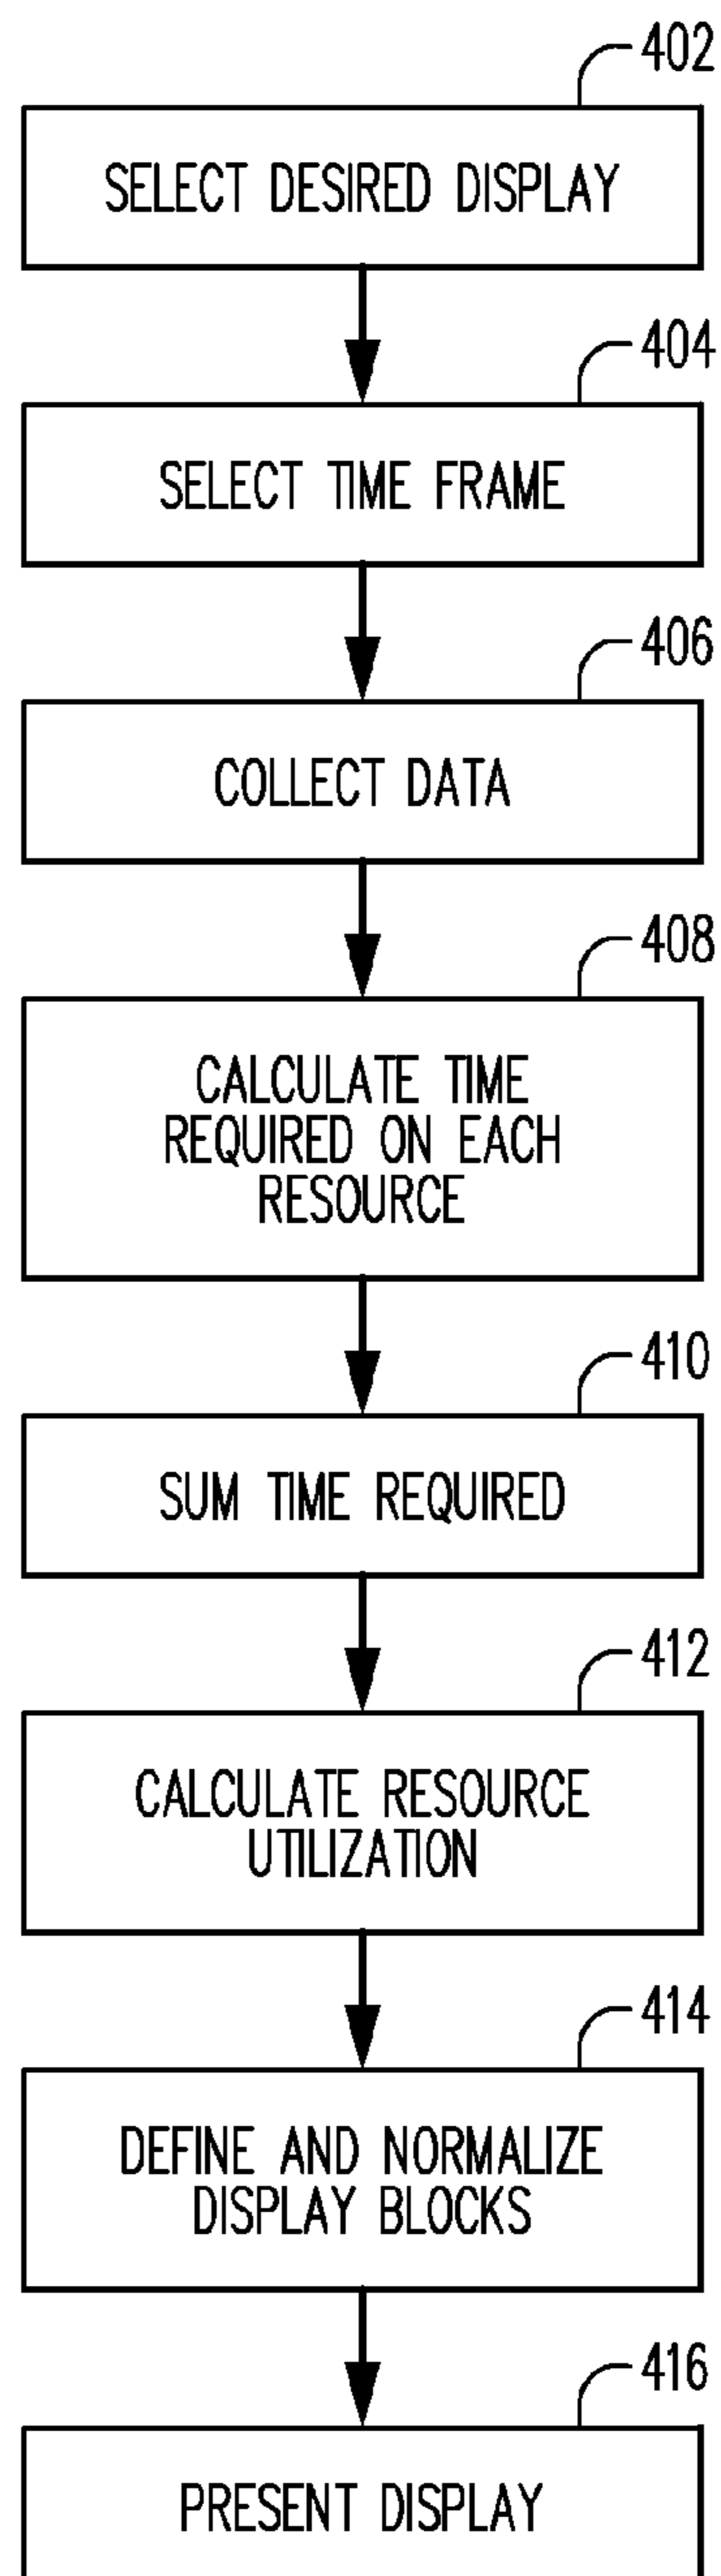 402
SELECT DESIRED DISPLAY
404
SELECT TIME FRAME
406
COLLECT DATA
408
CALCULATE TIME
REQUIRED ON EACH
RESOURCE
410
SUM TIME REQUIRED
412
CALCULATE RESOURCE
UTILIZATION
414
DEFINE AND NORMALIZE
DISPLAY BLOCKS
416
PRESENT DISPLAY